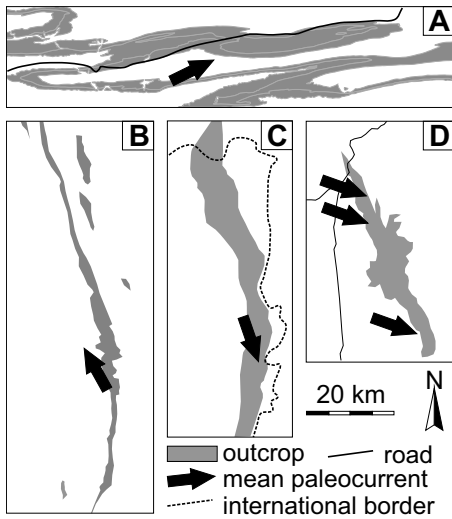 A
B
C
D
20 km
N
outcrop
road
mean paleocurrent
international border